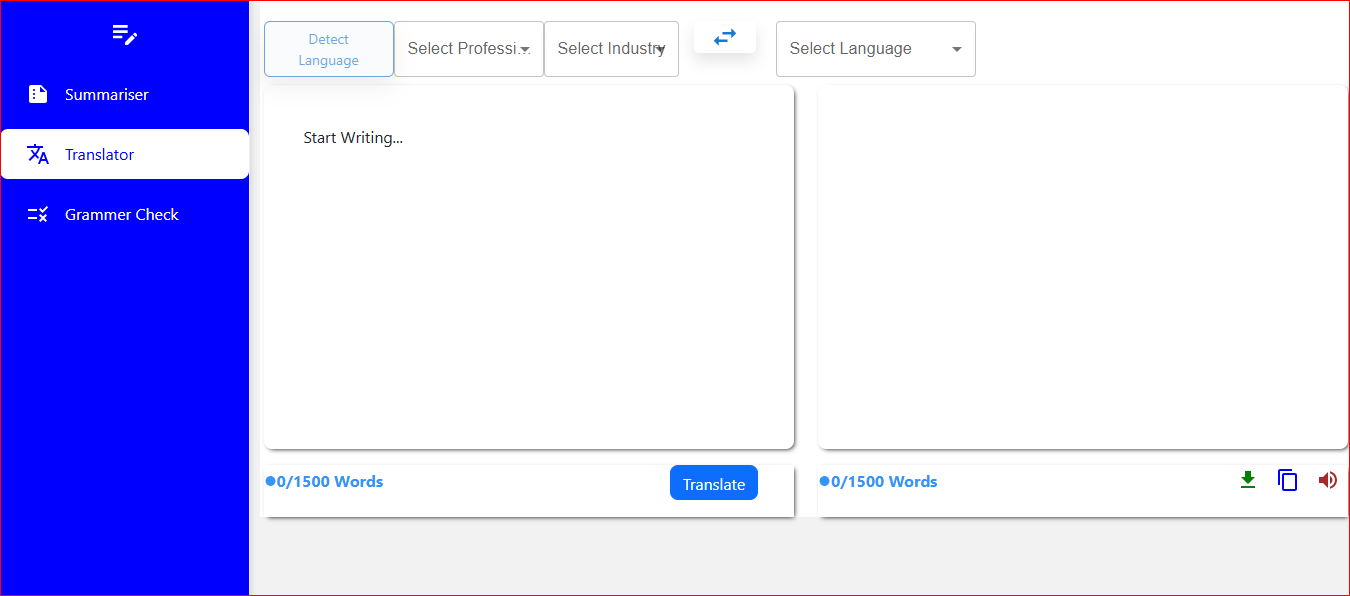 Summariser
Translator
Grammer Check
Detect
Language
Select Professi...
Select Industry
Select Language
Start Writing...
0/1500 Words
Translate
0/1500 Words